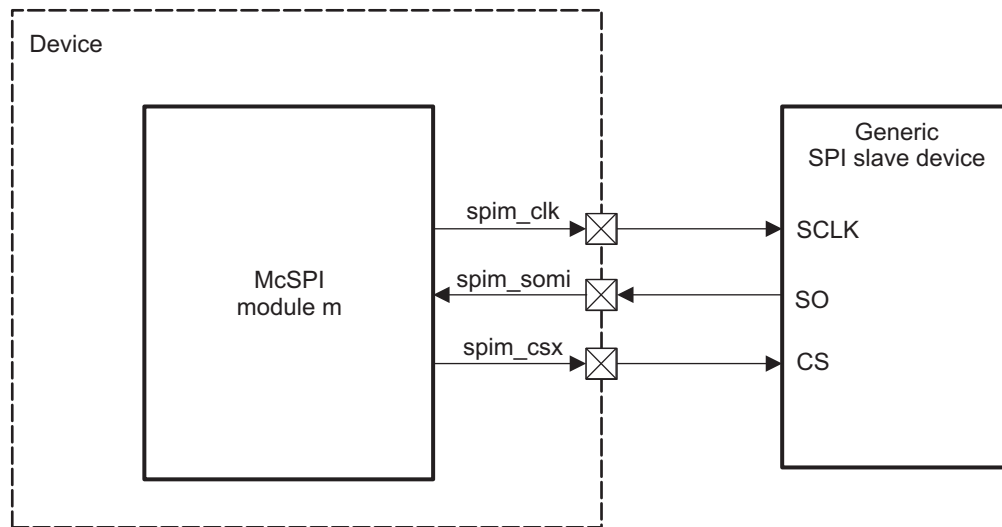 Device
Generic
SPI slave device
spim_clk
SCLK
McSPI
module m
spim_somi
SO
spim_csx
CS